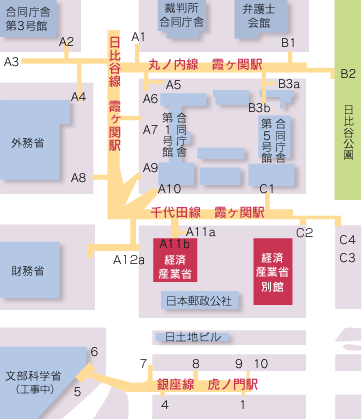 合同庁舎
第3号館
裁判所
合同庁舎
弁護士
会館
A2
A1
B1
A3
丸ノ内線 霞ヶ関駅
B2
日比谷線 霞ヶ関駅
A4
A5
A6
B3a
B3b
外務省
A7
合同庁舎
第1号館
合同庁舎
第5号館
日比谷公園
A8
A9
A10
C1
千代田線 霞ヶ関駅
C2
A11a
A11b
C4
C3
A12a
財務省
経済
産業省
経済
産業省
別館
日本郵政公社
日土地ビル
文部科学省
(工事中)
6
5
7
8
9
10
銀座線 虎ノ門駅
4
1